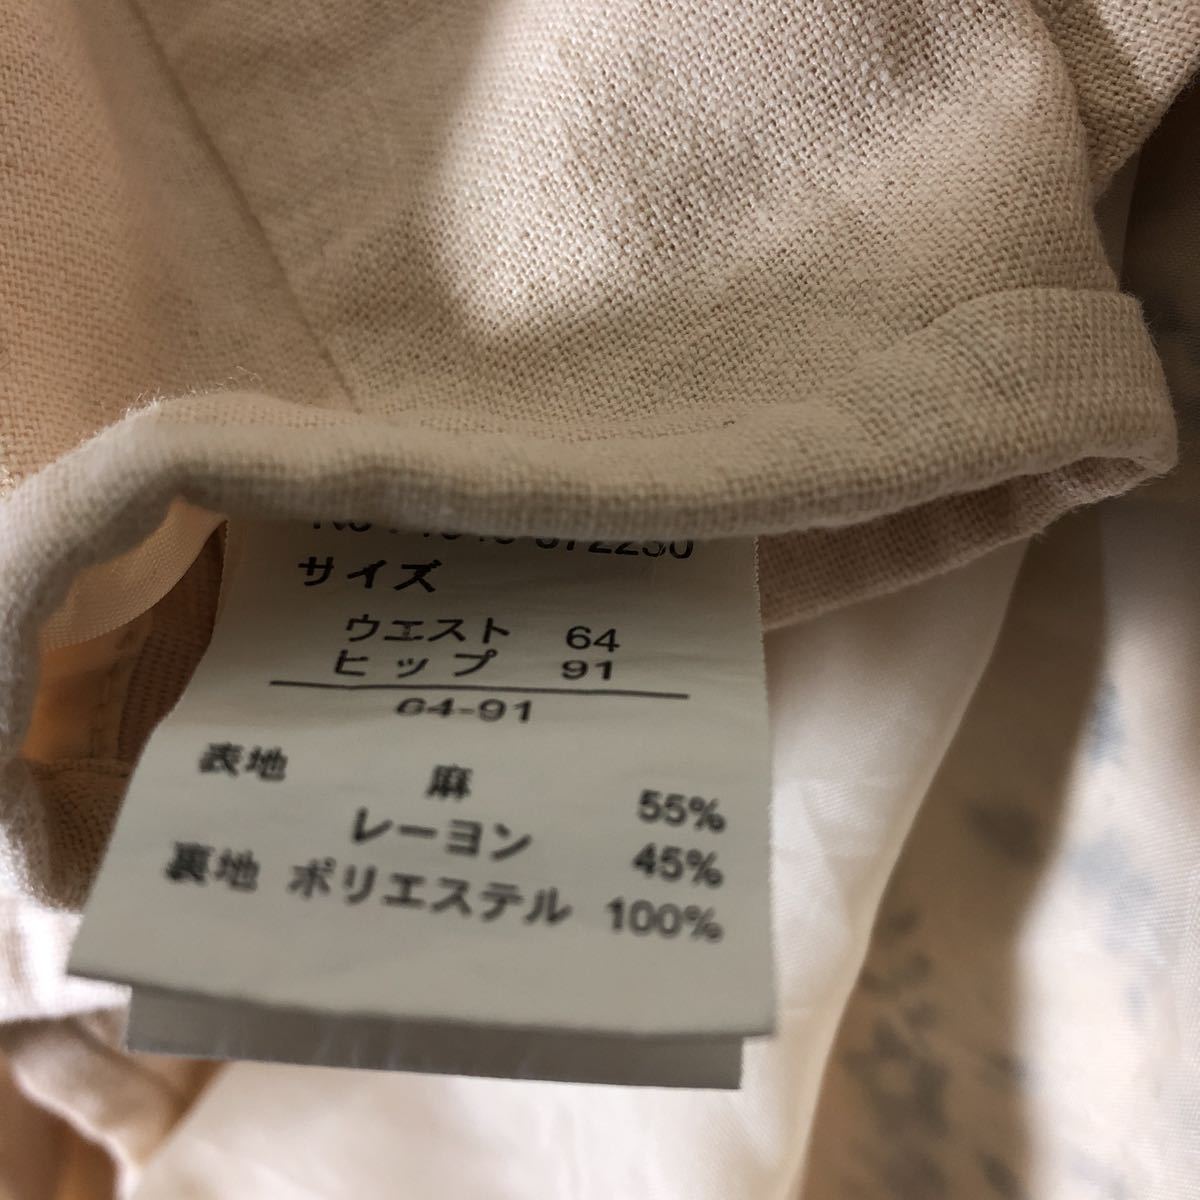 サイズ
ウエスト 64
ヒップ 91
64-91
表地 麻 55%
レーヨン 45%
裏地 ポリエステル 100%